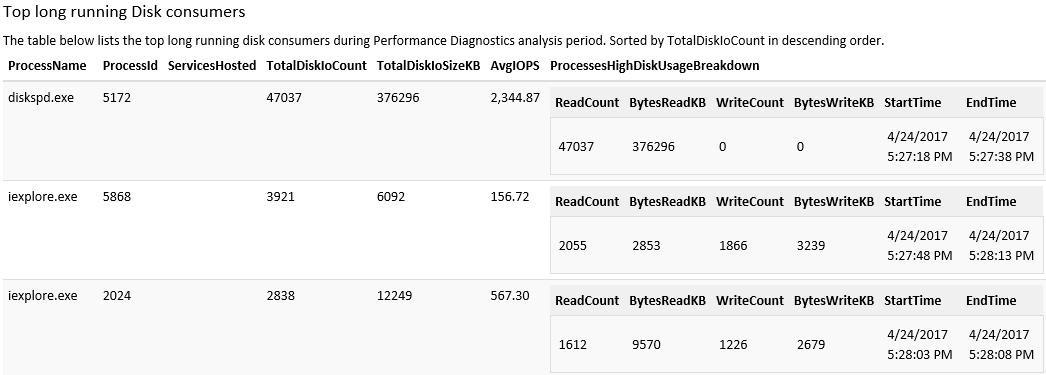 Top long running Disk consumers
The table below lists the top long running disk consumers during Performance Diagnostics analysis period. Sorted by TotalDiskIoCount in descending order.
ProcessName ProcessId ServicesHosted TotalDiskIoCount TotalDiskIoSizeKB AvgIOPS ProcessesHighDiskUsageBreakdown
diskspd.exe 5172 47037 376296 2,344.87
ReadCount BytesReadKB WriteCount BytesWriteKB StartTime EndTime
47037 376296 0 0 4/24/2017 4/24/2017
5:27:18 PM 5:27:38 PM
iexplore.exe 5868 3921 6092 156.72
ReadCount BytesReadKB WriteCount BytesWriteKB StartTime EndTime
2055 2853 1866 3239 4/24/2017 4/24/2017
5:27:48 PM 5:28:13 PM
iexplore.exe 2024 2838 12249 567.30
ReadCount BytesReadKB WriteCount BytesWriteKB StartTime EndTime
1612 9570 1226 2679 4/24/2017 4/24/2017
5:28:03 PM 5:28:08 PM